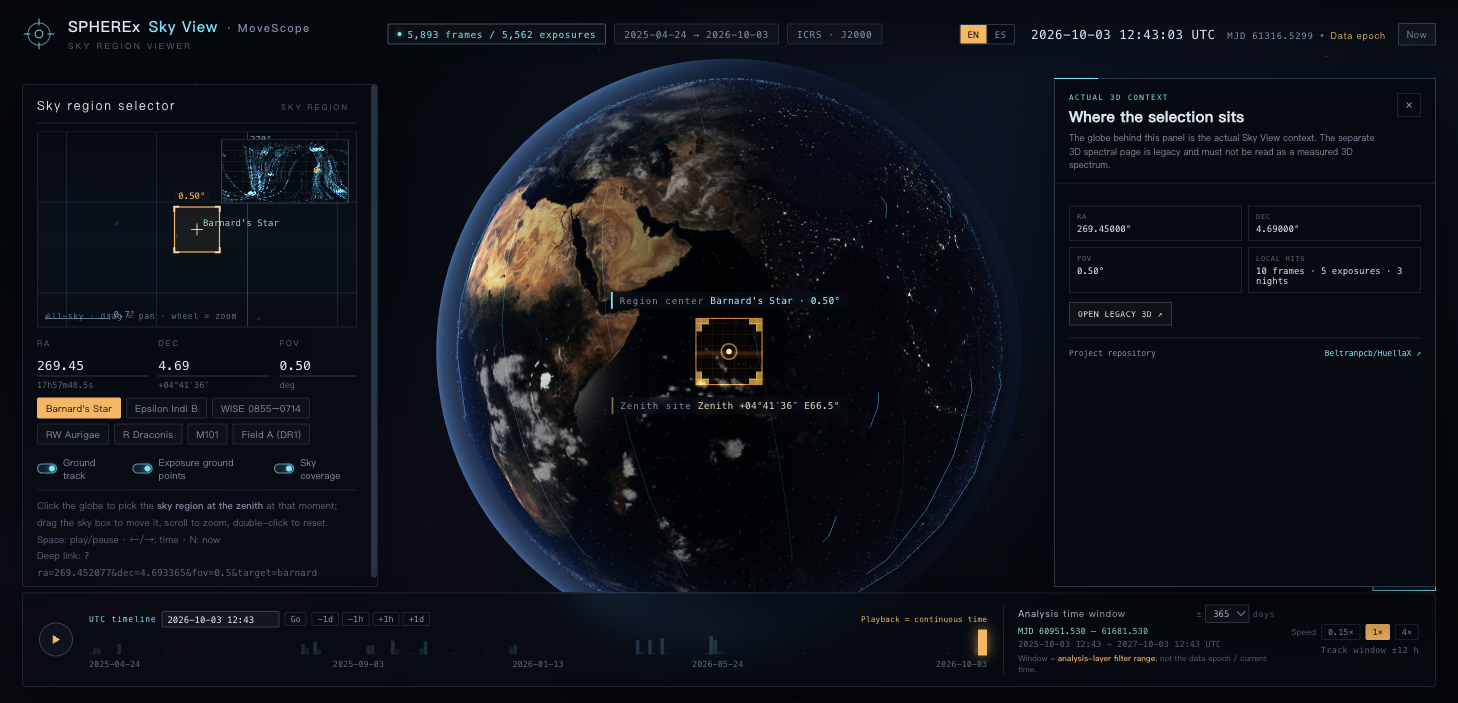 SPHEREx Sky View · MoveScope
SKY REGION VIEWER
5,893 frames / 5,562 exposures
2025-04-24 → 2026-10-03
ICRS · J2000
EN ES
2026-10-03 12:43:03 UTC MJD 61316.5299 • Data epoch
Now
Sky region selector SKY REGION
270°
0.50°
Barnard's Star
All-sky · drag = pan · wheel = zoom
0.7°
RA DEC FOV
269.45 4.69 0.50
17h57m48.5s +04°41′36″ deg
Barnard's Star Epsilon Indi B WISE 0855—0714
RW Aurigae R Draconis M101 Field A (DR1)
Ground track
Exposure ground points
Sky coverage
Click the globe to pick the sky region at the zenith at that moment;
drag the sky box to move it, scroll to zoom, double-click to reset.
Space: play/pause · ←/→: time · N: now
Deep link: ?
ra=269.452077&dec=4.693365&fov=0.5&target=barnard
Region center Barnard's Star · 0.50°
Zenith site Zenith +04°41′36″ E66.5°
ACTUAL 3D CONTEXT
Where the selection sits
×
The globe behind this panel is the actual Sky View context. The separate
3D spectral page is legacy and must not be read as a measured 3D
spectrum.
RA
269.45000°
DEC
4.69000°
FOV
0.50°
LOCAL HITS
10 frames · 5 exposures · 3
nights
OPEN LEGACY 3D ↗
Project repository Beltranpcb/HuellaX ↗
UTC timeline 2026-10-03 12:43 Go −1d −1h +1h +1d
Playback = continuous time
2025-04-24 2025-09-03 2026-01-13 2026-05-24 2026-10-03
Analysis time window ± 365 days
MJD 60951.530 — 61681.530
2025-10-03 12:43 → 2027-10-03 12:43 UTC
Window = analysis-layer filter range; not the data epoch / current
time.
Speed 0.15× 1× 4×
Track window ±12 h